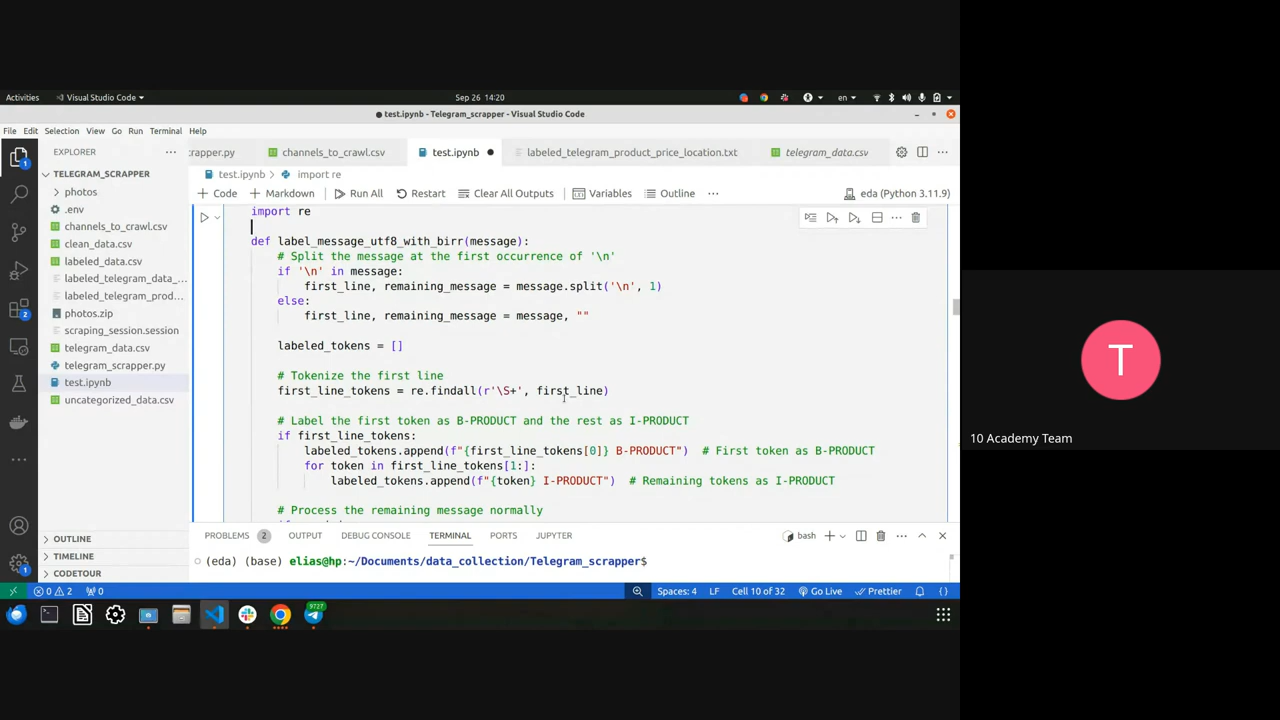 Activities
Visual Studio Code
Sep 26 14:20
en
test.ipynb - Telegram_scrapper - Visual Studio Code
File Edit Selection View Go Run Terminal Help
EXPLORER
rapper.py
channels_to_crawl.csv
test.ipynb
labeled_telegram_product_price_location.txt
telegram_data.csv
TELEGRAM_SCRAPPER
photos
.env
channels_to_crawl.csv
clean_data.csv
labeled_data.csv
labeled_telegram_data_...
labeled_telegram_prod...
photos.zip
scraping_session.session
telegram_data.csv
telegram_scrapper.py
test.ipynb
uncategorized_data.csv
OUTLINE
TIMELINE
CODETOUR
test.ipynb > import re
+ Code + Markdown Run All Restart Clear All Outputs Variables Outline ... eda (Python 3.11.9)
import re
def label_message_utf8_with_birr(message):
# Split the message at the first occurrence of '\n'
if '\n' in message:
first_line, remaining_message = message.split('\n', 1)
else:
first_line, remaining_message = message, ""
labeled_tokens = []
# Tokenize the first line
first_line_tokens = re.findall(r'\S+', first_line)
# Label the first token as B-PRODUCT and the rest as I-PRODUCT
if first_line_tokens:
labeled_tokens.append(f"{first_line_tokens[0]} B-PRODUCT") # First token as B-PRODUCT
for token in first_line_tokens[1:]:
labeled_tokens.append(f"{token} I-PRODUCT") # Remaining tokens as I-PRODUCT
# Process the remaining message normally
PROBLEMS 2 OUTPUT DEBUG CONSOLE TERMINAL PORTS JUPYTER
bash
(eda) (base) elias@hp:~/Documents/data_collection/Telegram_scrapper$
0 2 0
Spaces: 4 LF Cell 10 of 32 Go Live Prettier
9727
T
10 Academy Team